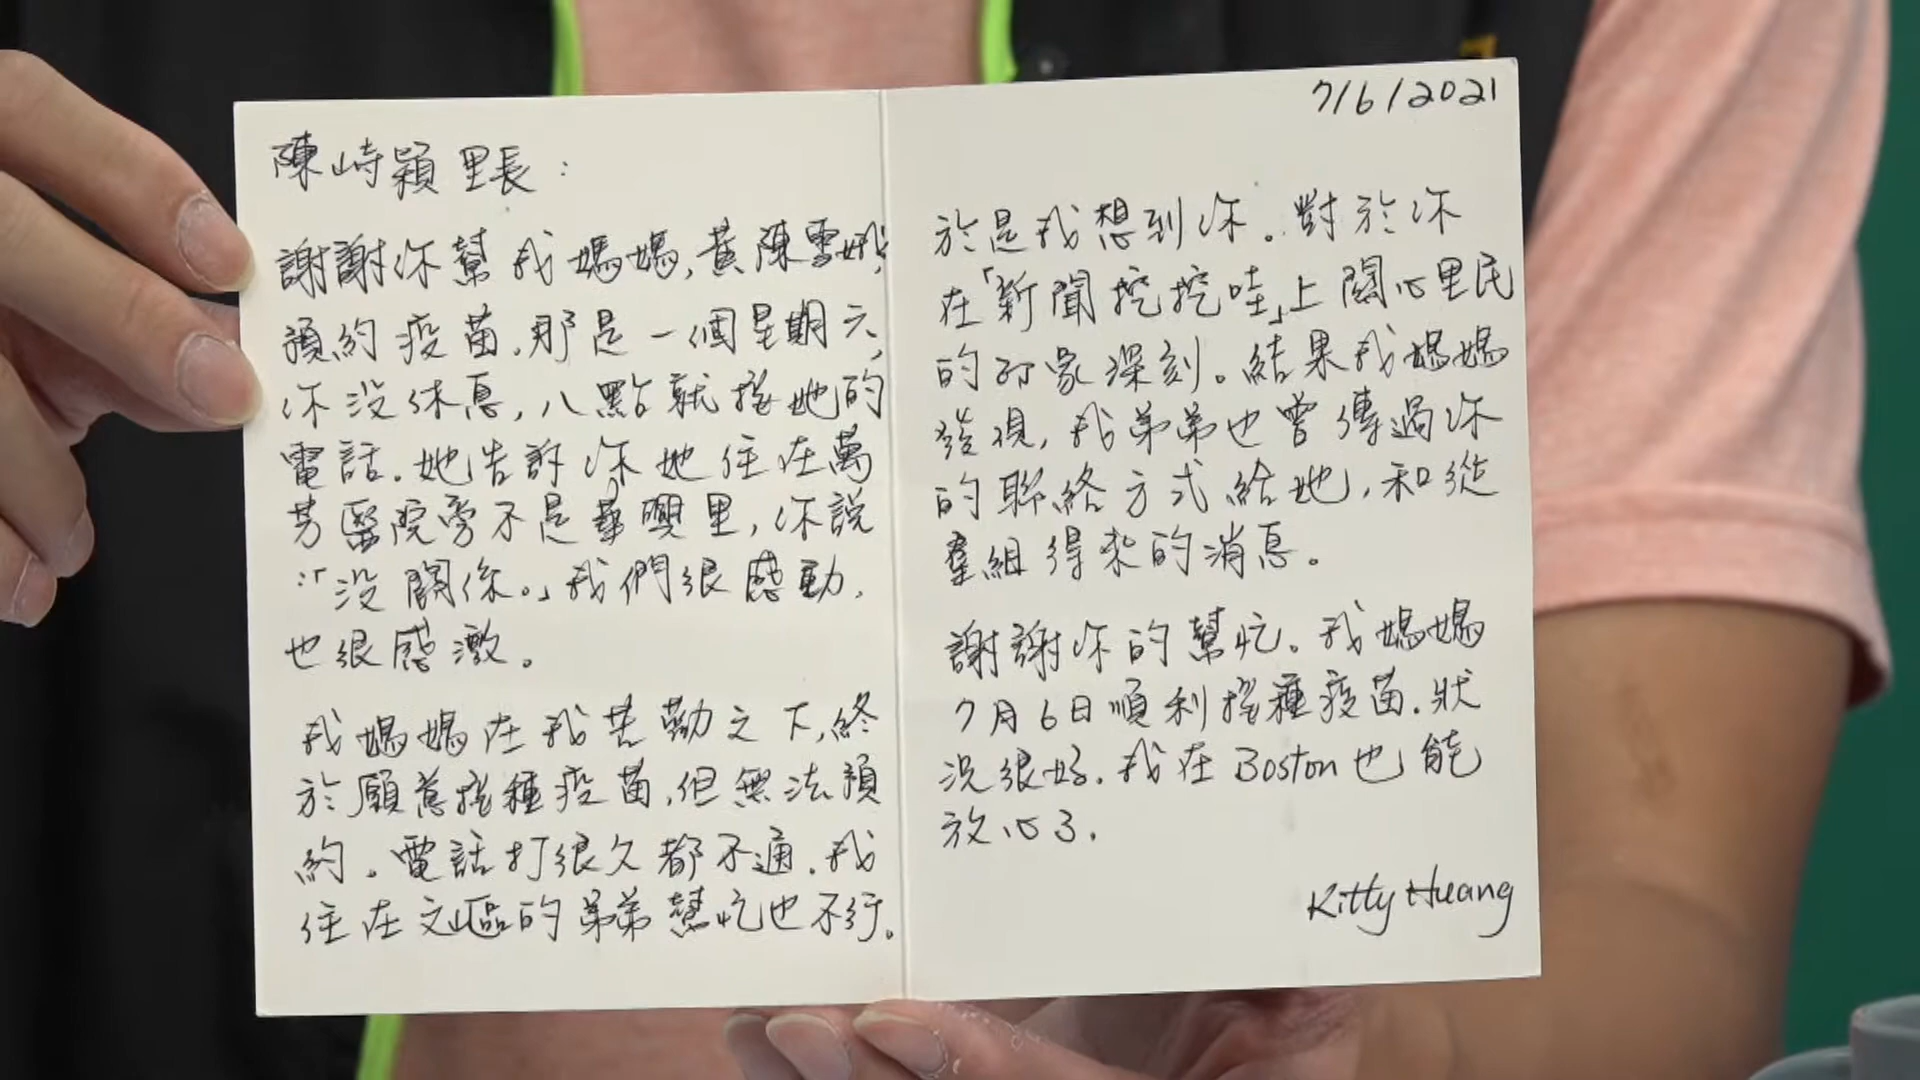 陳崎穎里長：
謝謝你幫我媽媽，黃陳雪娥，
預約疫苗。那是一個星期六，
你沒休息，八點就接她的
電話。她告訴你她住在萬
芳醫院旁不是華興里，你說
：「沒關係。」我們很感動，
也很感激。
我媽媽在我苦勸之下，終
於願意接種疫苗，但無法預
約。電話打很久都不通。我
住在文山區的弟弟幫忙也不行。
7/6/2021
於是我想到你。對於你
在「新聞挖挖哇」上關心里民
的印象深刻。結果我媽媽
發現，我弟弟也曾傳過你
的聯絡方式給她，和從
羣組得來的消息。
謝謝你的幫忙。我媽媽
7月6日順利接種疫苗。狀
況很好。我在Boston也能
放心了。
Kitty Huang